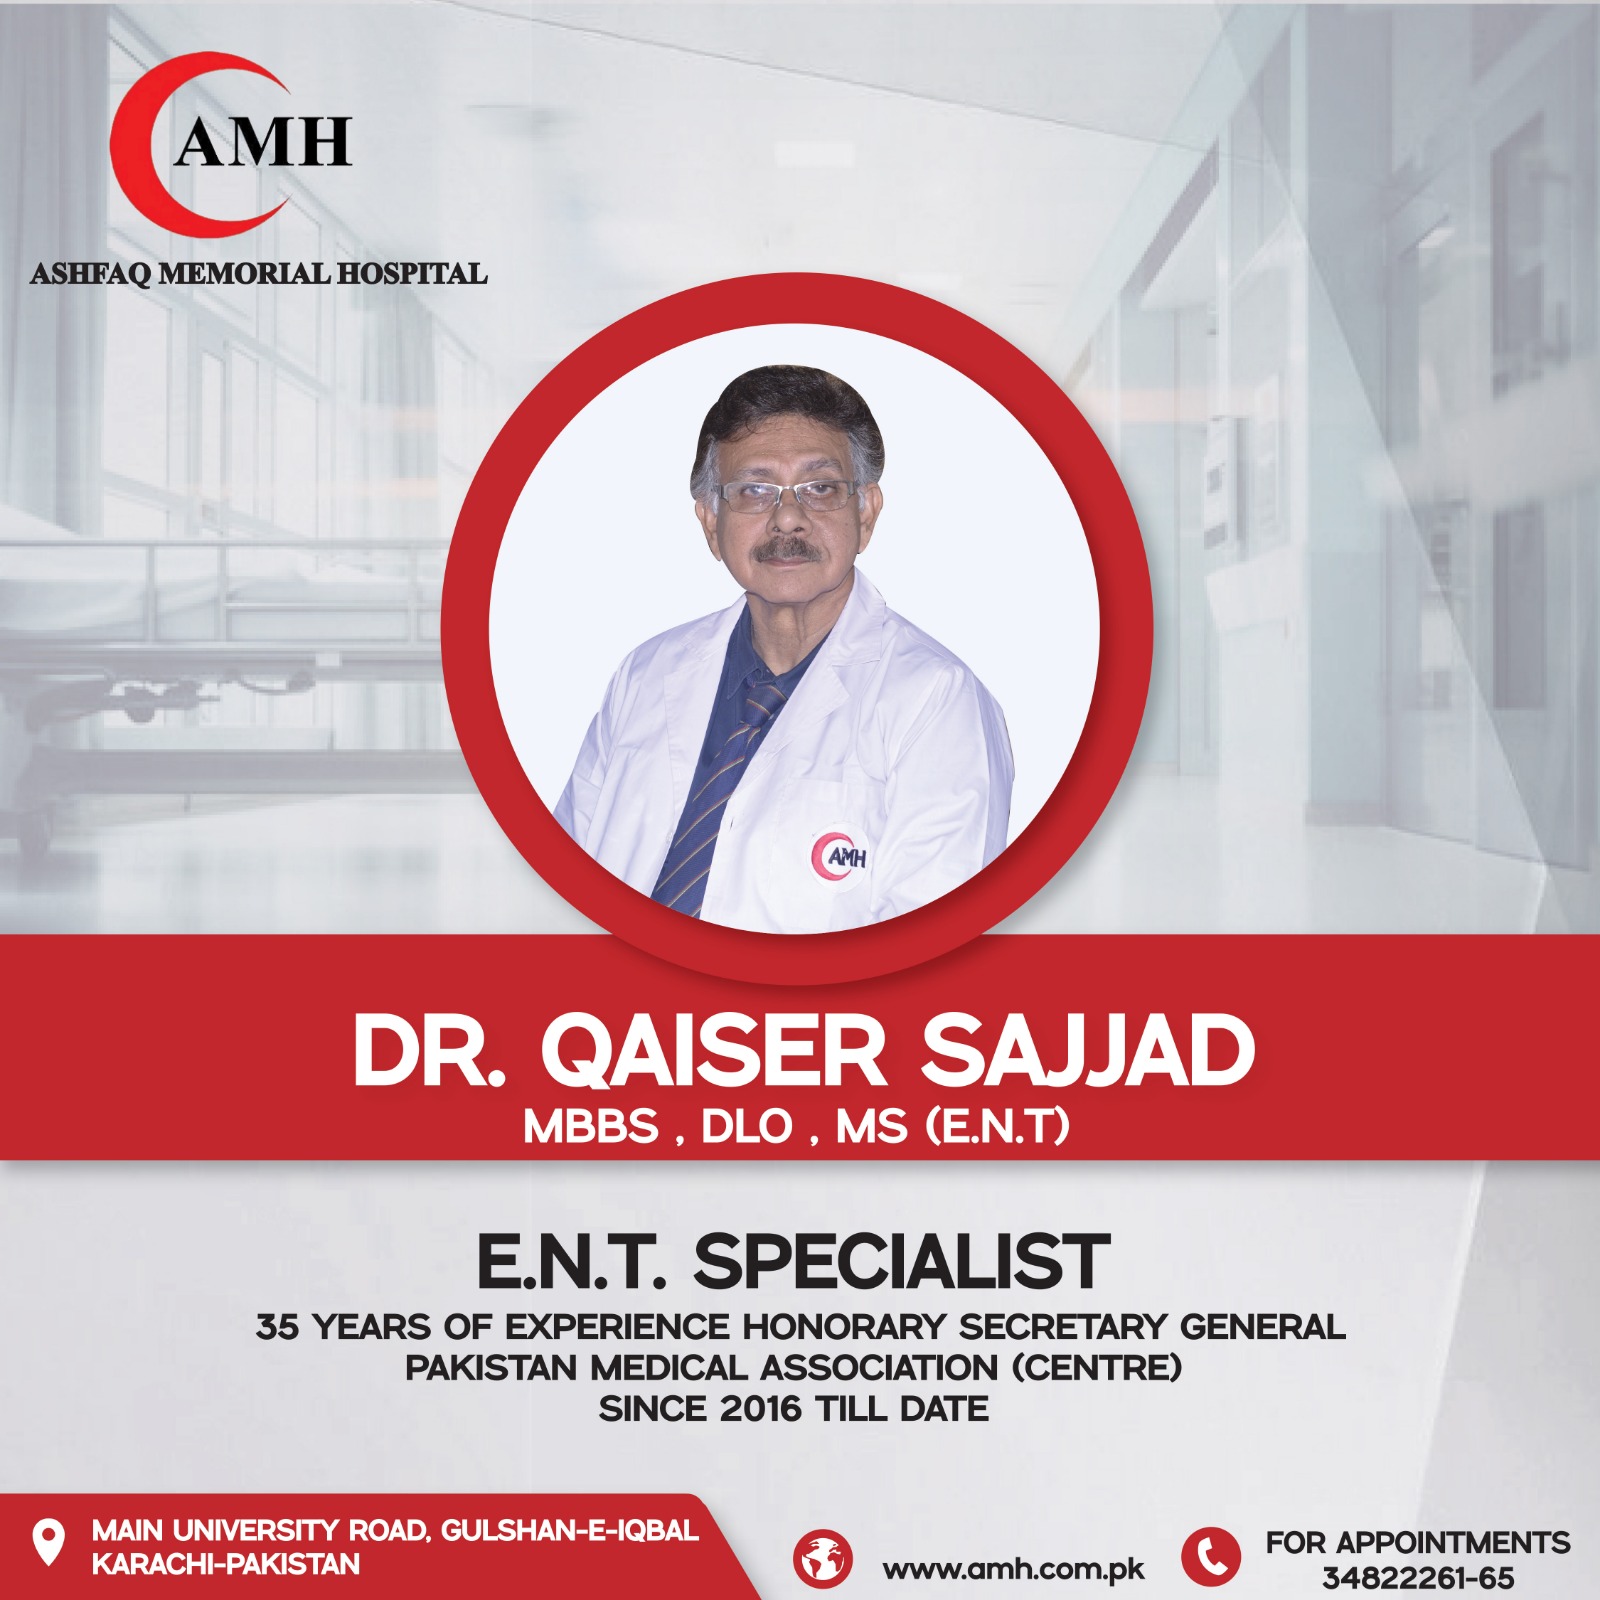 AMH
ASHFAQ MEMORIAL HOSPITAL
AMH
DR. QAISER SAJJAD
MBBS , DLO , MS (E.N.T)
E.N.T. SPECIALIST
35 YEARS OF EXPERIENCE HONORARY SECRETARY GENERAL
PAKISTAN MEDICAL ASSOCIATION (CENTRE)
SINCE 2016 TILL DATE
MAIN UNIVERSITY ROAD, GULSHAN-E-IQBAL
KARACHI-PAKISTAN
www.amh.com.pk
FOR APPOINTMENTS
34822261-65